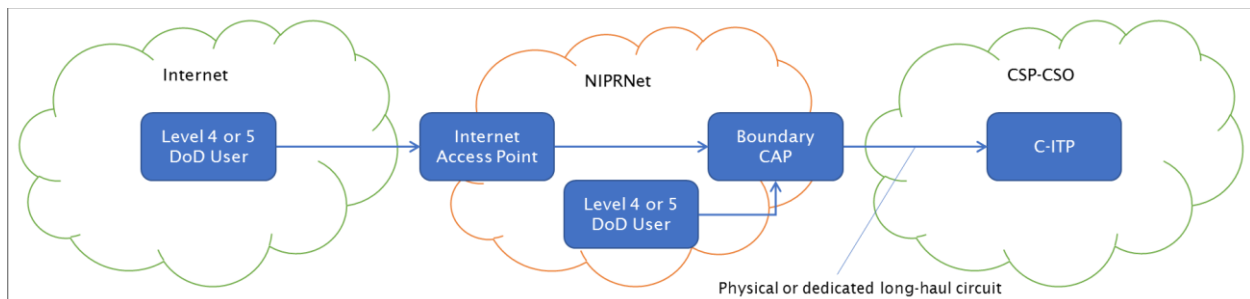 Internet
Level 4 or 5
DoD User
NIPRNet
Internet
Access Point
Boundary
CAP
Level 4 or 5
DoD User
CSP-CSO
C-ITP
Physical or dedicated long-haul circuit